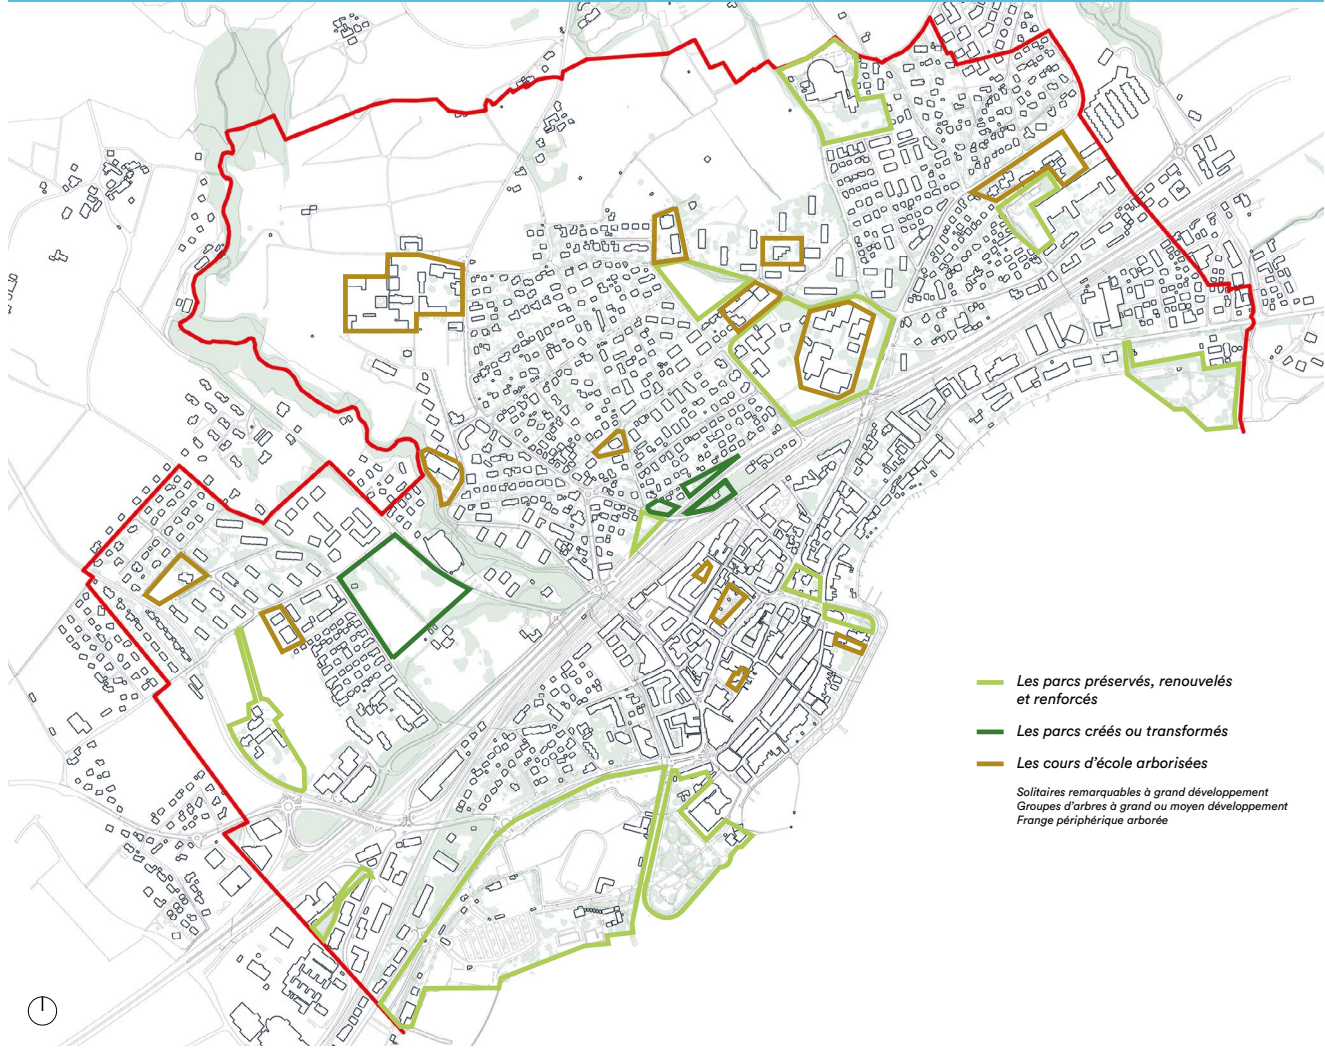 Les parcs préservés, renouvelés
et renforcés
Les parcs créés ou transformés
Les cours d'école arborisées
Solitaires remarquables à grand développement
Groupes d'arbres à grand ou moyen développement
Frange périphérique arborée